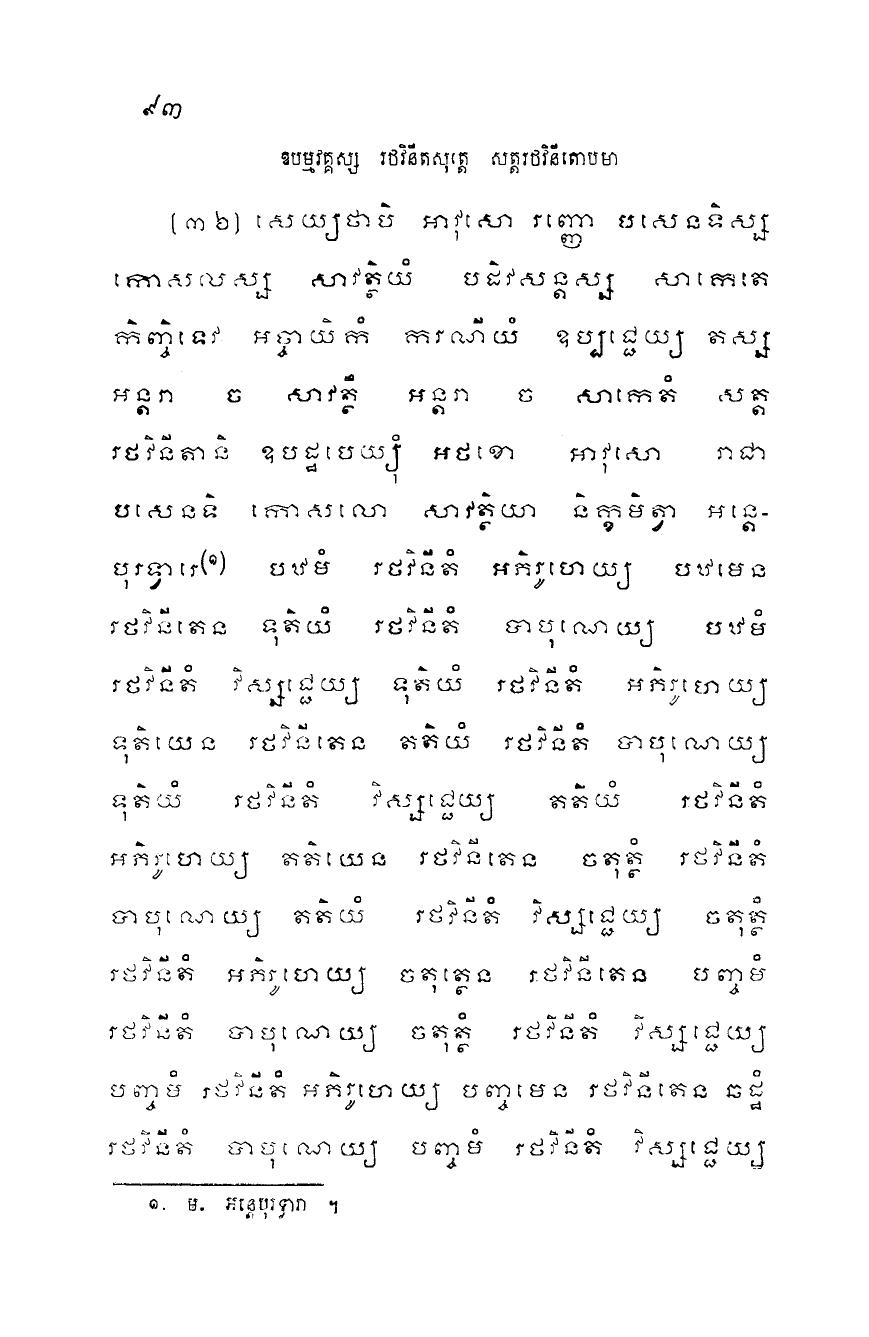 ៩៣
ឧបម្មវគ្គស្ស រថវិនីតសុត្តេ សត្តរថវិនីតោបមា
(៣៦) សេយ្យថាបិ អាវុសោ រញ្ញោ បសេនទិស្ស
កោសលស្ស សាវត្ថិយំ បដិវសន្តស្ស សាកេតេ
កិញ្ចិទេវ អច្ចាយិកំ ករណីយំ ឧប្បជ្ជេយ្យ តស្ស
អន្តរា ច សាវត្ថឹ អន្តរា ច សាកេតំ សត្ត
រថវិនីតានិ ឧបដ្ឋបេយ្យុំ អថខោ អាវុសោ រាជា
បសេនទិ កោសលោ សាវត្ថិយា និក្ខមិត្វា អន្តេ-
បុរទ្វារេ(១) បឋមំ រថវិនីតំ អភិរូហេយ្យ បឋមេន
រថវិនីតេន ទុតិយំ រថវិនីតំ បាបុណេយ្យ បឋមំ
រថវិនីតំ វិស្សជ្ជេយ្យ ទុតិយំ រថវិនីតំ អភិរូហេយ្យ
ទុតិយេន រថវិនីតេន តតិយំ រថវិនីតំ បាបុណេយ្យ
ទុតិយំ រថវិនីតំ វិស្សជ្ជេយ្យ តតិយំ រថវិនីតំ
អភិរូហេយ្យ តតិយេន រថវិនីតេន ចតុត្ថំ រថវិនីតំ
បាបុណេយ្យ តតិយំ រថវិនីតំ វិស្សជ្ជេយ្យ ចតុត្ថំ
រថវិនីតំ អភិរូហេយ្យ ចតុត្ថេន រថវិនីតេន បញ្ចមំ
រថវិនីតំ បាបុណេយ្យ ចតុត្ថំ រថវិនីតំ វិស្សជ្ជេយ្យ
បញ្ចមំ រថវិនីតំ អភិរូហេយ្យ បញ្ចមេន រថវិនីតេន ឆដ្ឋំ
រថវិនីតំ បាបុណេយ្យ បញ្ចមំ រថវិនីតំ វិស្សជ្ជេយ្យ
១. ម. អន្តេបុរទ្វារា ។